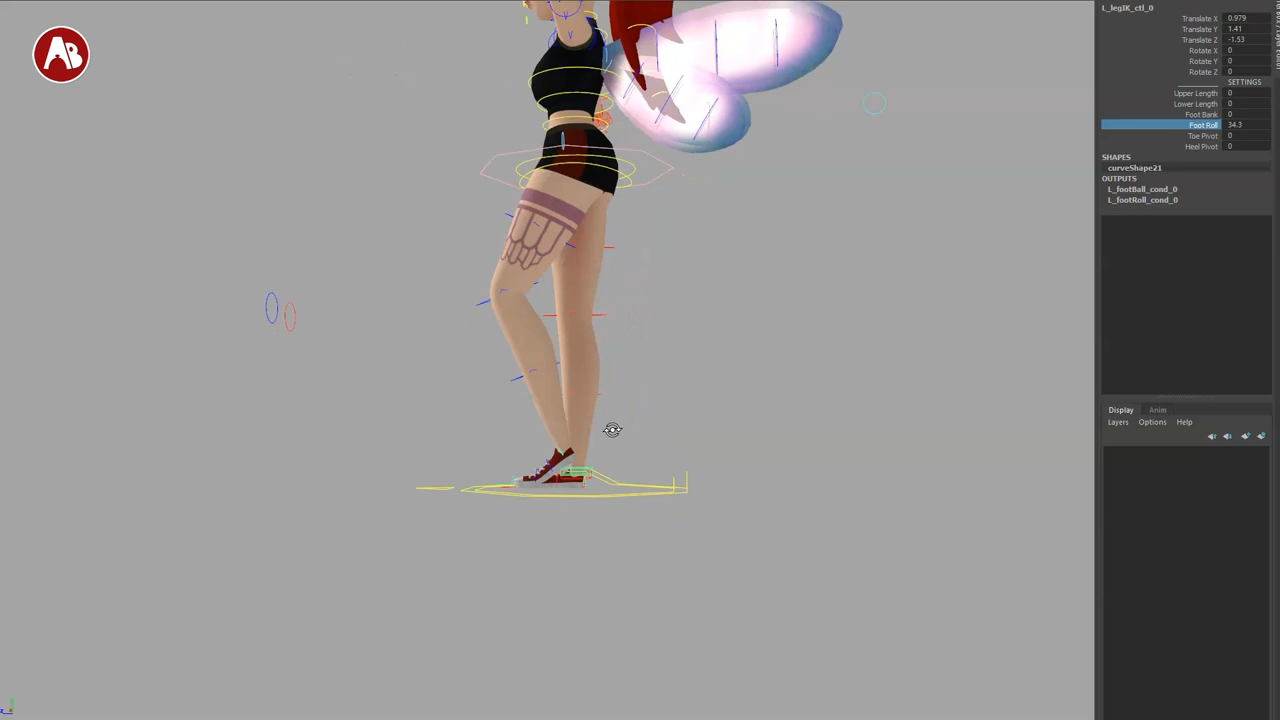 AB
L_legIK_ctl_0
Translate X 0.979
Translate Y 1.41
Translate Z -1.53
Rotate X 0
Rotate Y 0
Rotate Z 0
SETTINGS
Upper Length 0
Lower Length 0
Foot Bank 0
Foot Roll 34.3
Toe Pivot 0
Heel Pivot 0
SHAPES
curveShape21
OUTPUTS
L_footBall_cond_0
L_footRoll_cond_0
Display Anim
Layers Options Help